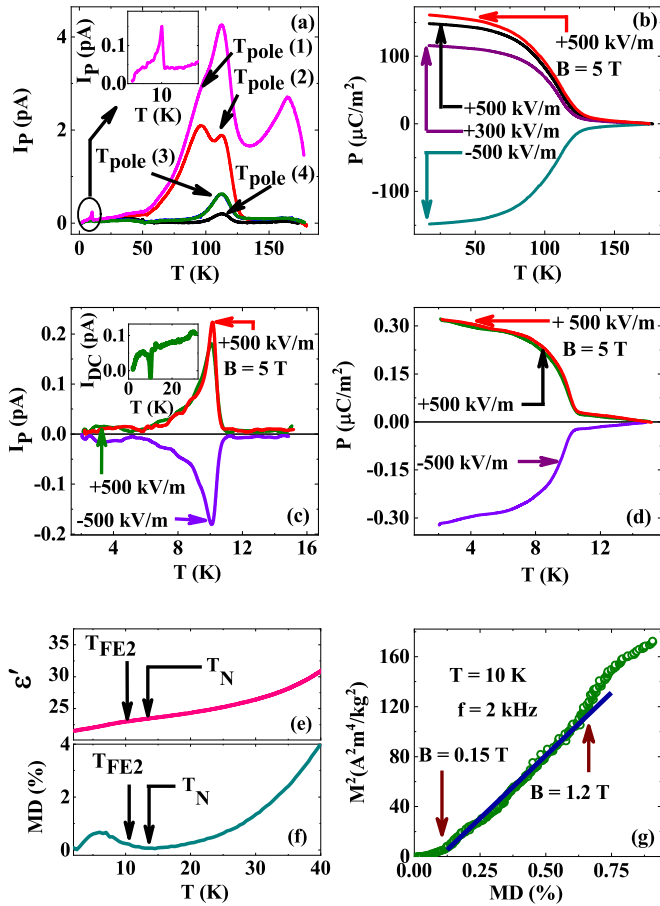 (a)
I_P (pA)
0.1
0.0
10
T (K)
T_pole (1)
T_pole (2)
T_pole (3)
T_pole (4)
4
2
0
0 50 100 150
T (K)
I_P (pA)
(b)
+500 kV/m
B = 5 T
+500 kV/m
+300 kV/m
-500 kV/m
100
0
-100
50 100 150
T (K)
P (μC/m²)
I_DC (pA)
0.1
0.0
0 20
T (K)
+500 kV/m
B = 5 T
+500 kV/m
-500 kV/m
(c)
0.2
0.1
0.0
-0.1
-0.2
4 8 12 16
T (K)
I_P (pA)
+ 500 kV/m
B = 5 T
+500 kV/m
-500 kV/m
(d)
0.30
0.15
0.00
-0.15
-0.30
4 8 12
T (K)
P (μC/m²)
35
30
25
ε′
T_FE2
T_N
(e)
4
2
0
MD (%)
T_FE2
T_N
(f)
10 20 30 40
T (K)
160
120
80
40
0
M²(A²m⁴/kg²)
T = 10 K
f = 2 kHz
B = 0.15 T
B = 1.2 T
(g)
0.00 0.25 0.50 0.75
MD (%)